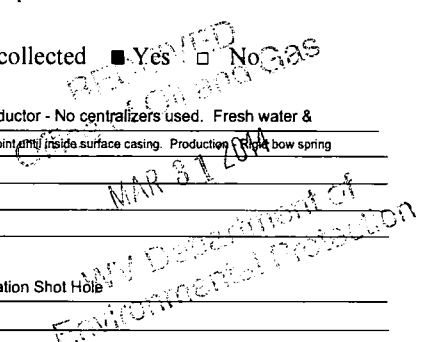 collected ■ Yes □ No
ductor - No centralizers used. Fresh water &
oint until inside surface casing. Production - Rigid bow spring
ation Shot Hole
RECEIVED
Office of Oil and Gas
MAR 31 2014
WV Department of
Environmental Protection